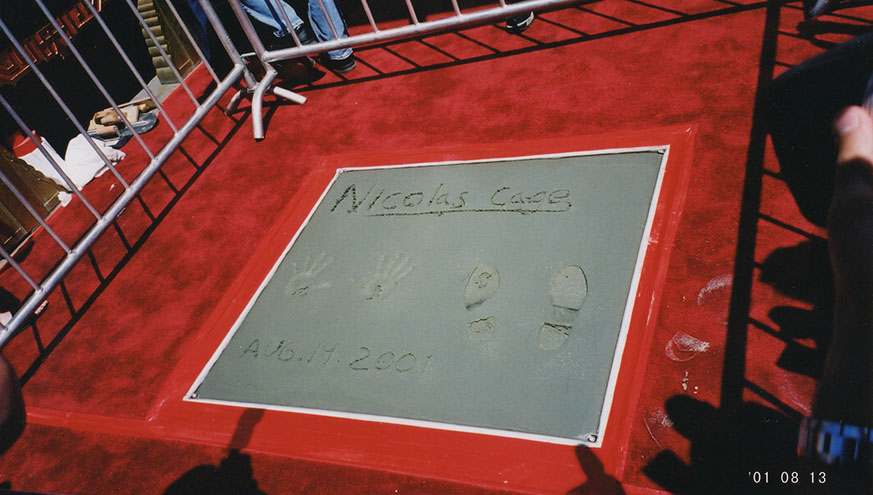 Nicolas Cage
AUG. 14. 2001
'01 08 13